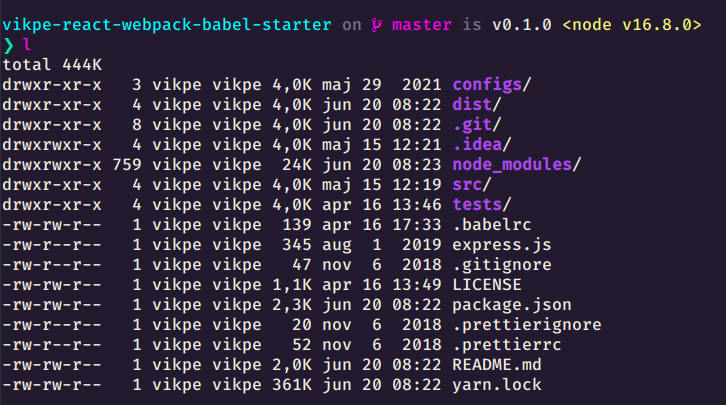 vikpe-react-webpack-babel-starter on master is v0.1.0 <node v16.8.0>
❯ l
total 444K
drwxr-xr-x   3 vikpe vikpe 4,0K maj 29  2021 configs/
drwxr-xr-x   4 vikpe vikpe 4,0K jun 20 08:22 dist/
drwxr-xr-x   8 vikpe vikpe 4,0K jun 20 08:22 .git/
drwxrwxr-x   4 vikpe vikpe 4,0K maj 15 12:21 .idea/
drwxrwxr-x 759 vikpe vikpe  24K jun 20 08:23 node_modules/
drwxr-xr-x   4 vikpe vikpe 4,0K maj 15 12:19 src/
drwxr-xr-x   4 vikpe vikpe 4,0K apr 16 13:46 tests/
-rw-rw-r--   1 vikpe vikpe  139 apr 16 17:33 .babelrc
-rw-r--r--   1 vikpe vikpe  345 aug  1  2019 express.js
-rw-r--r--   1 vikpe vikpe   47 nov  6  2018 .gitignore
-rw-rw-r--   1 vikpe vikpe 1,1K apr 16 13:49 LICENSE
-rw-rw-r--   1 vikpe vikpe 2,3K jun 20 08:22 package.json
-rw-r--r--   1 vikpe vikpe   20 nov  6  2018 .prettierignore
-rw-r--r--   1 vikpe vikpe   52 nov  6  2018 .prettierrc
-rw-rw-r--   1 vikpe vikpe 2,0K jun 20 08:22 README.md
-rw-rw-r--   1 vikpe vikpe 361K jun 20 08:22 yarn.lock